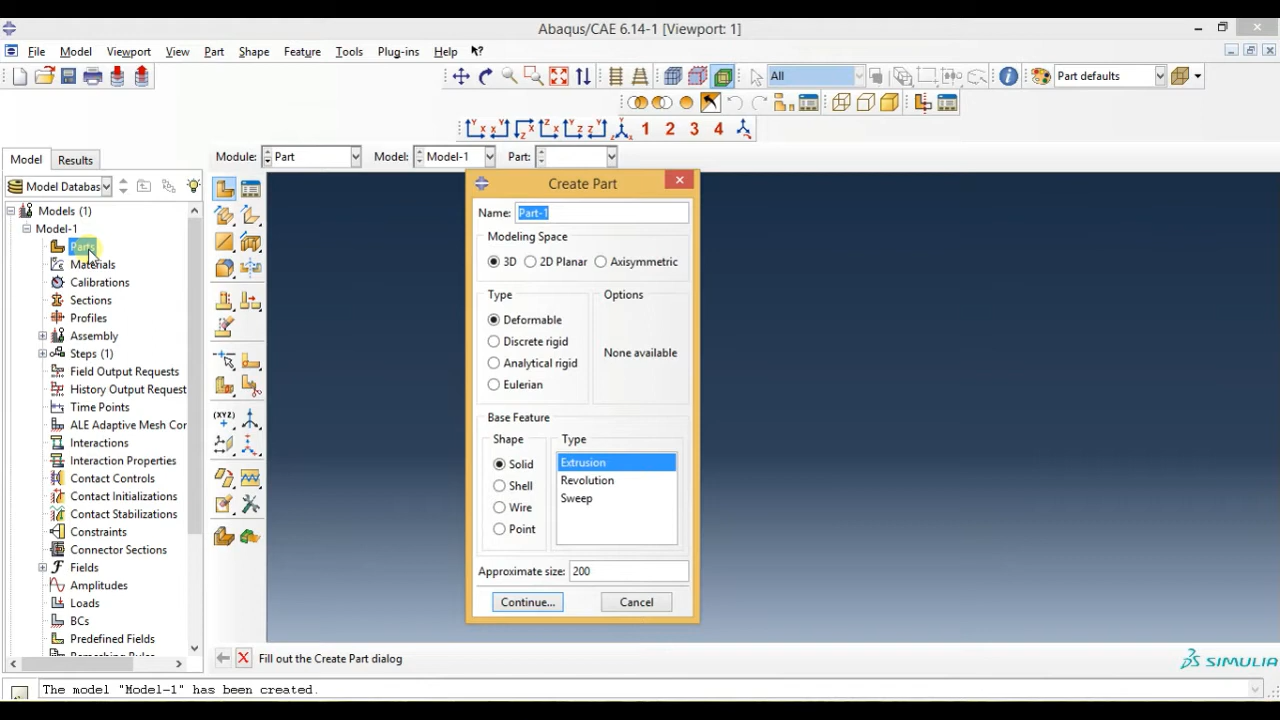 Abaqus/CAE 6.14-1 [Viewport: 1]
File Model Viewport View Part Shape Feature Tools Plug-ins Help
All
Part defaults
1 2 3 4
Model Results
Module: Part Model: Model-1 Part:
Model Databas
Models (1)
Model-1
Parts
Materials
Calibrations
Sections
Profiles
Assembly
Steps (1)
Field Output Requests
History Output Request
Time Points
ALE Adaptive Mesh Cor
Interactions
Interaction Properties
Contact Controls
Contact Initializations
Contact Stabilizations
Constraints
Connector Sections
Fields
Amplitudes
Loads
BCs
Predefined Fields
Create Part
Name: Part-1
Modeling Space
3D 2D Planar Axisymmetric
Type
Deformable
Discrete rigid
Analytical rigid
Eulerian
Options
None available
Base Feature
Shape
Solid
Shell
Wire
Point
Type
Extrusion
Revolution
Sweep
Approximate size: 200
Continue... Cancel
Fill out the Create Part dialog
SIMULIA
The model "Model-1" has been created.